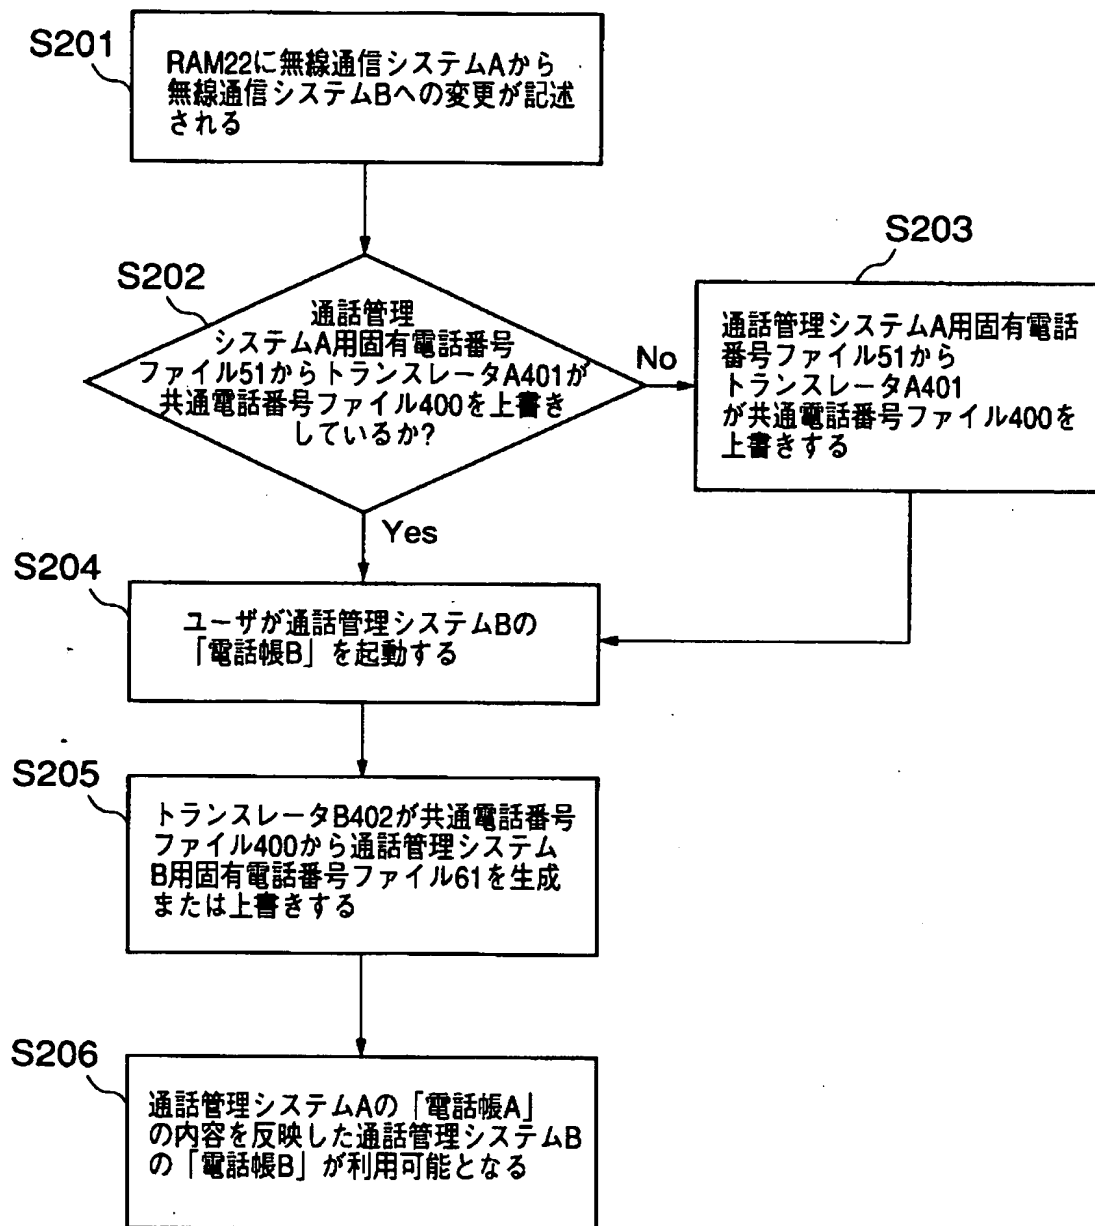 S201
RAM22に無線通信システムAから
無線通信システムBへの変更が記述
される
S202
通話管理
システムA用固有電話番号
ファイル51からトランスレータA401が
共通電話番号ファイル400を上書き
しているか?
No
S203
通話管理システムA用固有電話
番号ファイル51から
トランスレータA401
が共通電話番号ファイル400を
上書きする
Yes
S204
ユーザが通話管理システムBの
「電話帳B」を起動する
S205
トランスレータB402が共通電話番号
ファイル400から通話管理システム
B用固有電話番号ファイル61を生成
または上書きする
S206
通話管理システムAの「電話帳A」
の内容を反映した通話管理システムB
の「電話帳B」が利用可能となる